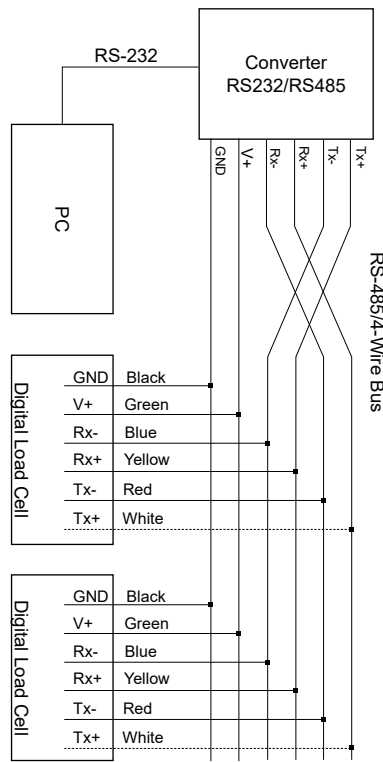 RS-232
Converter
RS232/RS485
GND
V+
Rx-
Rx+
Tx-
Tx+
PC
RS-485/4-Wire Bus
Digital Load Cell
GND Black
V+ Green
Rx- Blue
Rx+ Yellow
Tx- Red
Tx+ White
Digital Load Cell
GND Black
V+ Green
Rx- Blue
Rx+ Yellow
Tx- Red
Tx+ White